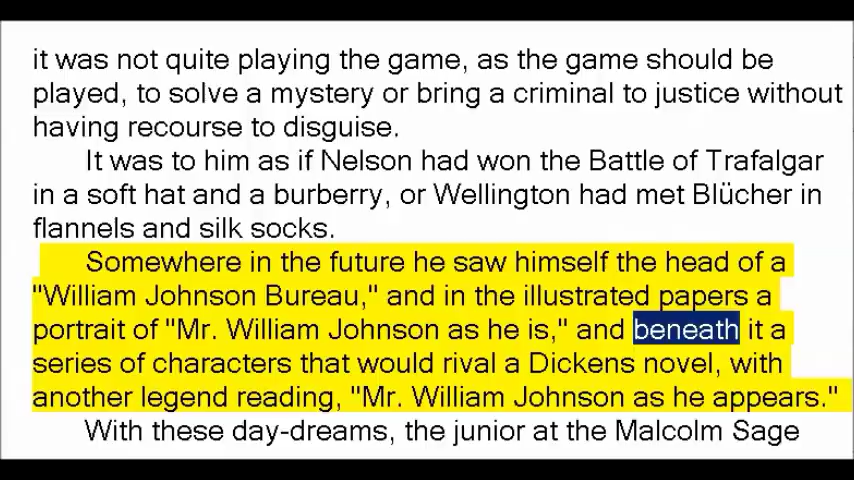 it was not quite playing the game, as the game should be
played, to solve a mystery or bring a criminal to justice without
having recourse to disguise.
It was to him as if Nelson had won the Battle of Trafalgar
in a soft hat and a burberry, or Wellington had met Blücher in
flannels and silk socks.
Somewhere in the future he saw himself the head of a
"William Johnson Bureau," and in the illustrated papers a
portrait of "Mr. William Johnson as he is," and beneath it a
series of characters that would rival a Dickens novel, with
another legend reading, "Mr. William Johnson as he appears."
With these day-dreams, the junior at the Malcolm Sage